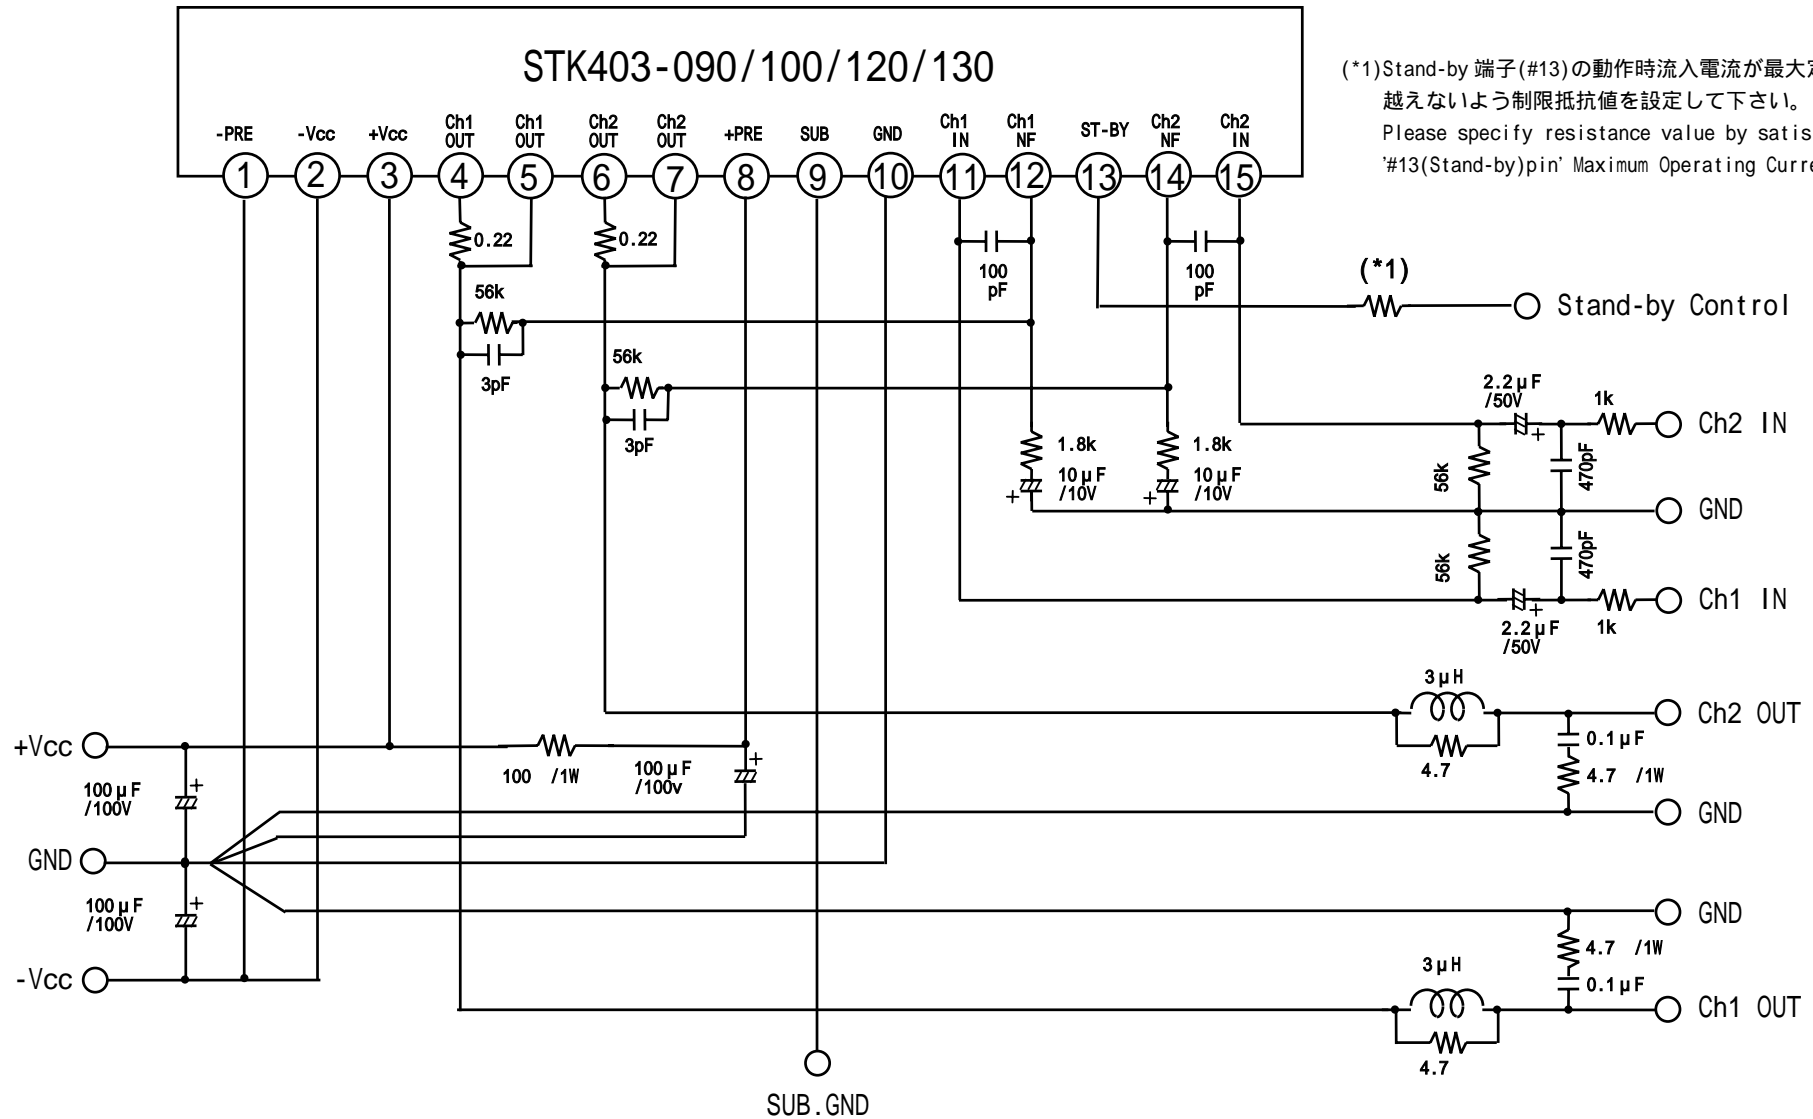 STK403-090/100/120/130
(*1)Stand-by 端子(#13)の動作時流入電流が最大
越えないよう制限抵抗値を設定して下さい。
Please specify resistance value by
'#13(Stand-by)pin' Maximum Operating
-PRE
-Vcc
+Vcc
Ch1
OUT
Ch1
OUT
Ch2
OUT
Ch2
OUT
+PRE
SUB
GND
Ch1
IN
Ch1
NF
ST-BY
Ch2
NF
Ch2
IN
1
2
3
4
5
6
7
8
9
10
11
12
13
14
15
0.22
0.22
100
pF
100
pF
(*1)
Stand-by Control
56k
3pF
56k
3pF
1.8k
10μF
/10V
1.8k
10μF
/10V
2.2μF
/50V
1k
Ch2 IN
56k
470pF
GND
56k
470pF
Ch1 IN
2.2μF
/50V
1k
3μH
Ch2 OUT
4.7
0.1μF
4.7 /1W
GND
+Vcc
100 /1W
100μF
/100v
100μF
/100V
GND
100μF
/100V
-Vcc
GND
4.7 /1W
3μH
0.1μF
Ch1 OUT
4.7
SUB.GND